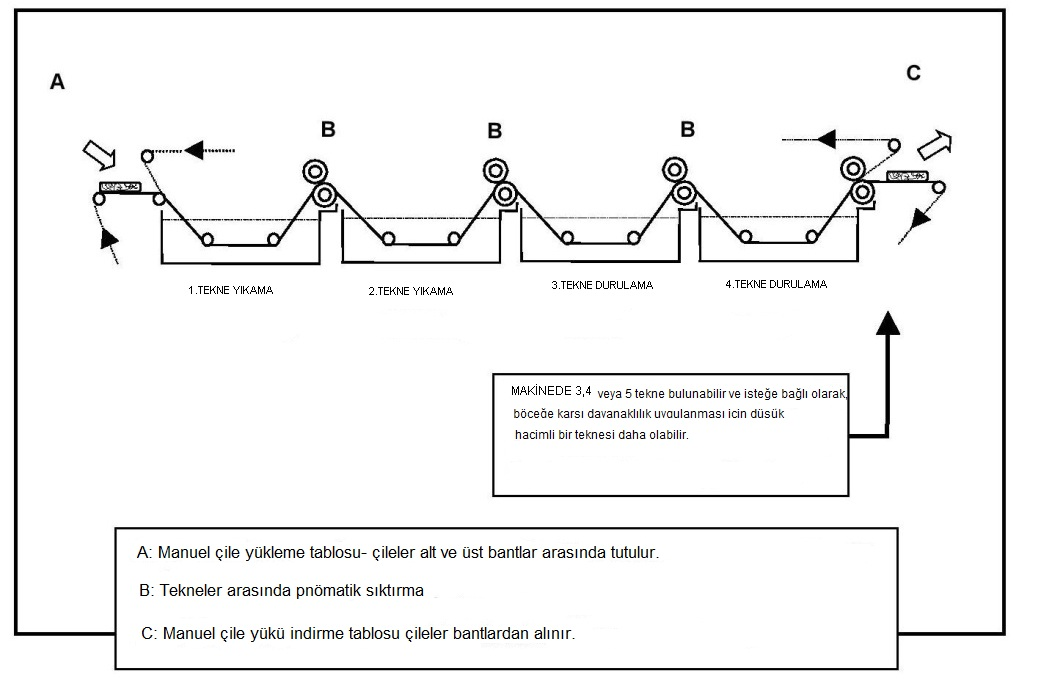 A
C
B
B
B
1.TEKNE YIKAMA
2.TEKNE YIKAMA
3.TEKNE DURULAMA
4.TEKNE DURULAMA
MAKİNEDE 3,4 veya 5 tekne bulunabilir ve isteğe bağlı olarak,
böceğe karsı dayanaklılık uygulanması icin düsük
hacimli bir teknesi daha olabilir.
A: Manuel çile yükleme tablosu- çileler alt ve üst bantlar arasında tutulur.
B: Tekneler arasında pnömatik sıktırma
C: Manuel çile yükü indirme tablosu çileler bantlardan alınır.